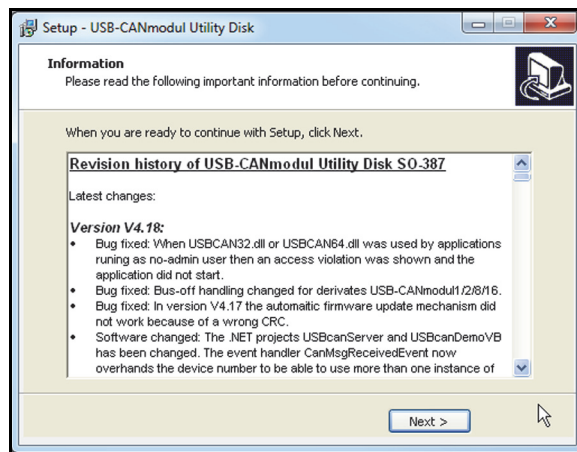 Setup - USB-CANmodul Utility Disk
Information
Please read the following important information before continuing.
When you are ready to continue with Setup, click Next.
Revision history of USB-CANmodul Utility Disk SO-387
Latest changes:
Version V4.18:
• Bug fixed: When USBCAN32.dll or USBCAN64.dll was used by applications
runing as no-admin user then an access violation was shown and the
application did not start.
• Bug fixed: Bus-off handling changed for derivates USB-CANmodul1/2/8/16.
• Bug fixed: In version V4.17 the automaitic firmware update mechanism did
not work because of a wrong CRC.
• Software changed: The .NET projects USBcanServer and USBcanDemoVB
has been changed. The event handler CanMsgReceivedEvent now
overhands the device number to be able to use more than one instance of
Next >